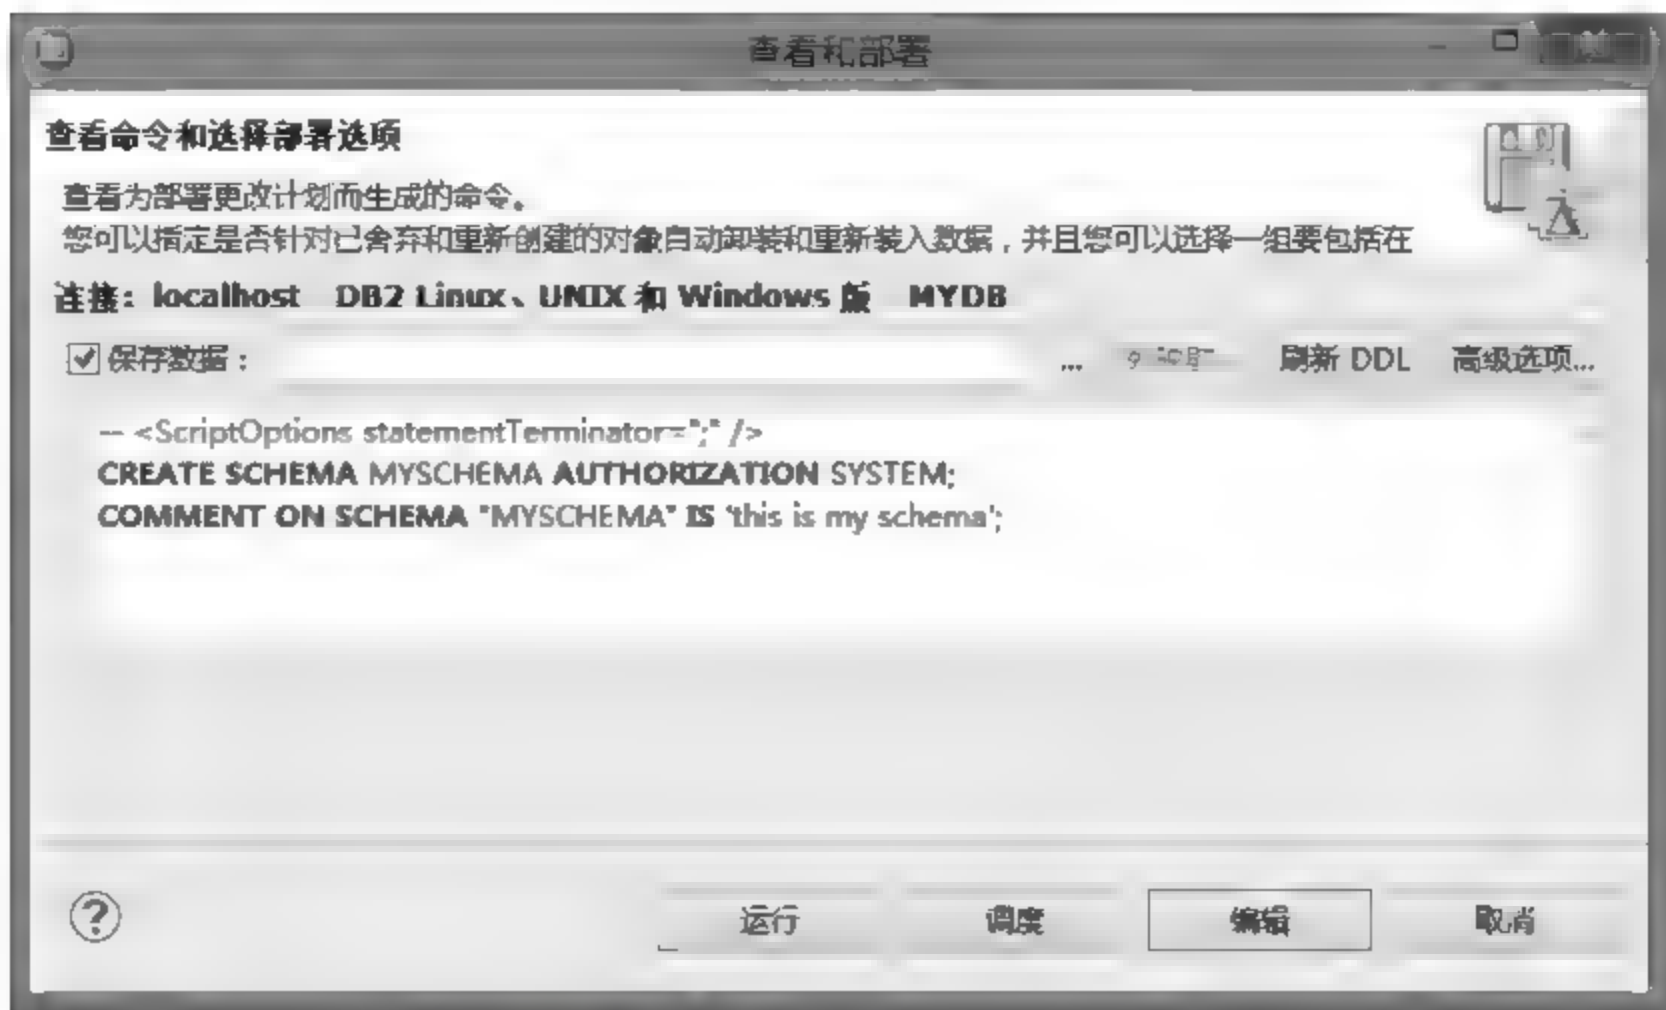 查看和部署
查看命令和选择部署选项
查看为部署更改计划而生成的命令。
您可以指定是否针对已舍弃和重新创建的对象自动卸装和重新装入数据，并且您可以选择一组要包括在
连接：localhost DB2 Linux、UNIX 和 Windows 版 MYDB
保存数据： ... 刷新 DDL 高级选项...
-- <ScriptOptions statementTerminator=";" />
CREATE SCHEMA MYSCHEMA AUTHORIZATION SYSTEM;
COMMENT ON SCHEMA "MYSCHEMA" IS 'this is my schema';
? 运行 调度 编辑 取消